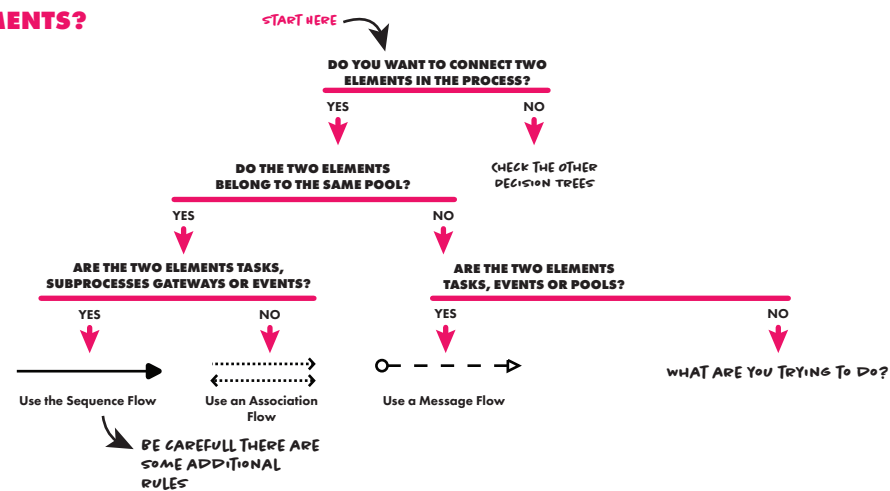 MENTS?
START HERE
DO YOU WANT TO CONNECT TWO
ELEMENTS IN THE PROCESS?
YES
NO
DO THE TWO ELEMENTS
BELONG TO THE SAME POOL?
CHECK THE OTHER
DECISION TREES
YES
NO
ARE THE TWO ELEMENTS TASKS,
SUBPROCESSES GATEWAYS OR EVENTS?
ARE THE TWO ELEMENTS
TASKS, EVENTS OR POOLS?
YES
NO
YES
NO
Use the Sequence Flow
Use an Association
Flow
Use a Message Flow
WHAT ARE YOU TRYING TO DO?
BE CAREFULL THERE ARE
SOME ADDITIONAL
RULES